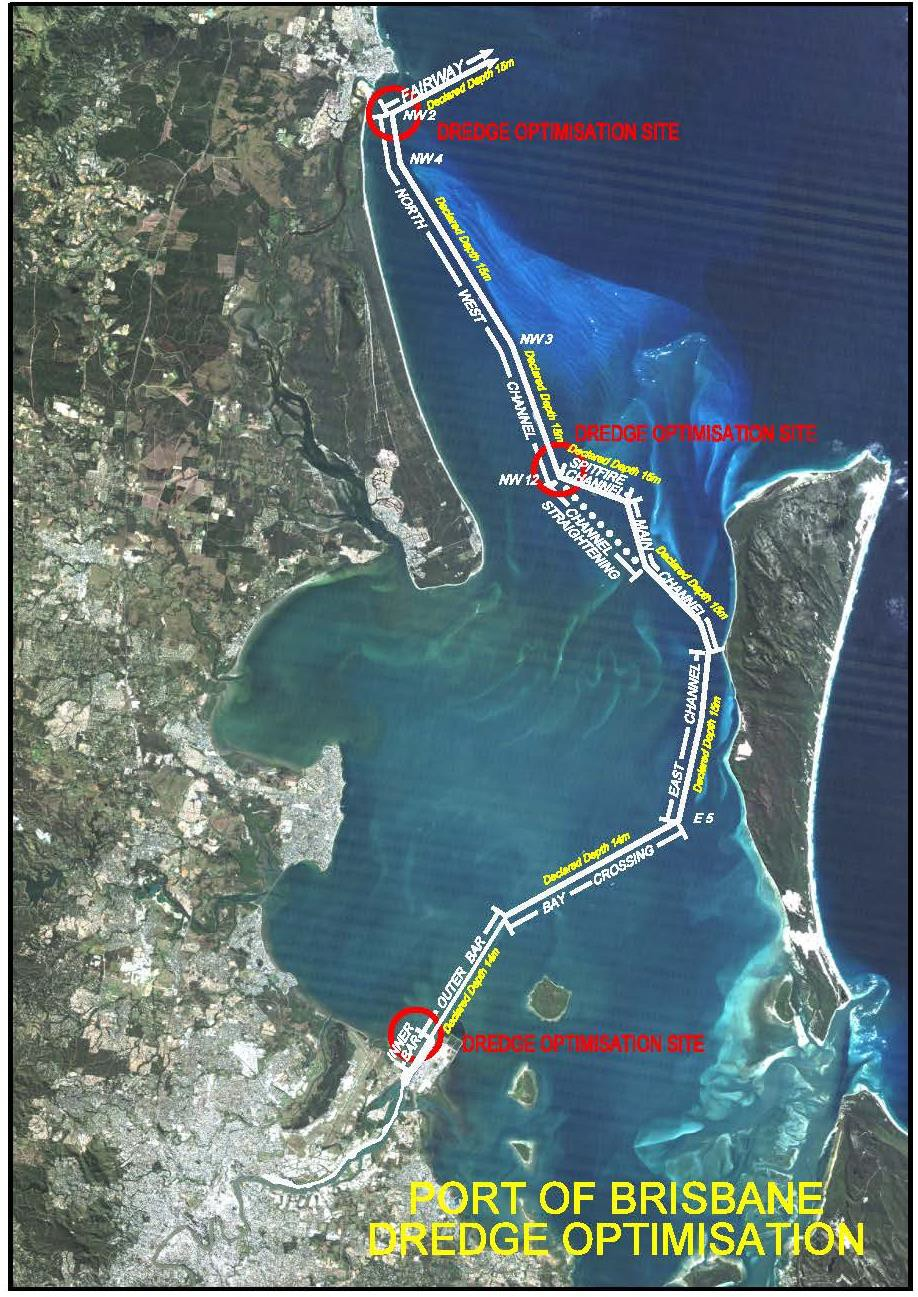 FAIRWAY
Declared Depth 15m
NW 2
DREDGE OPTIMISATION SITE
NW 4
NORTH WEST CHANNEL
Declared Depth 15m
NW 3
Declared Depth 15m
DREDGE OPTIMISATION SITE
Declared Depth 15m
SPITFIRE
CHANNEL
NW 12
CHANNEL
STRAIGHTENING
MAIN CHANNEL
Declared Depth 15m
EAST CHANNEL
Declared Depth 15m
E 5
Declared Depth 14m
BAY CROSSING
OUTER BAR
Declared Depth 14m
INNER
BAR
DREDGE OPTIMISATION SITE
PORT OF BRISBANE
DREDGE OPTIMISATION